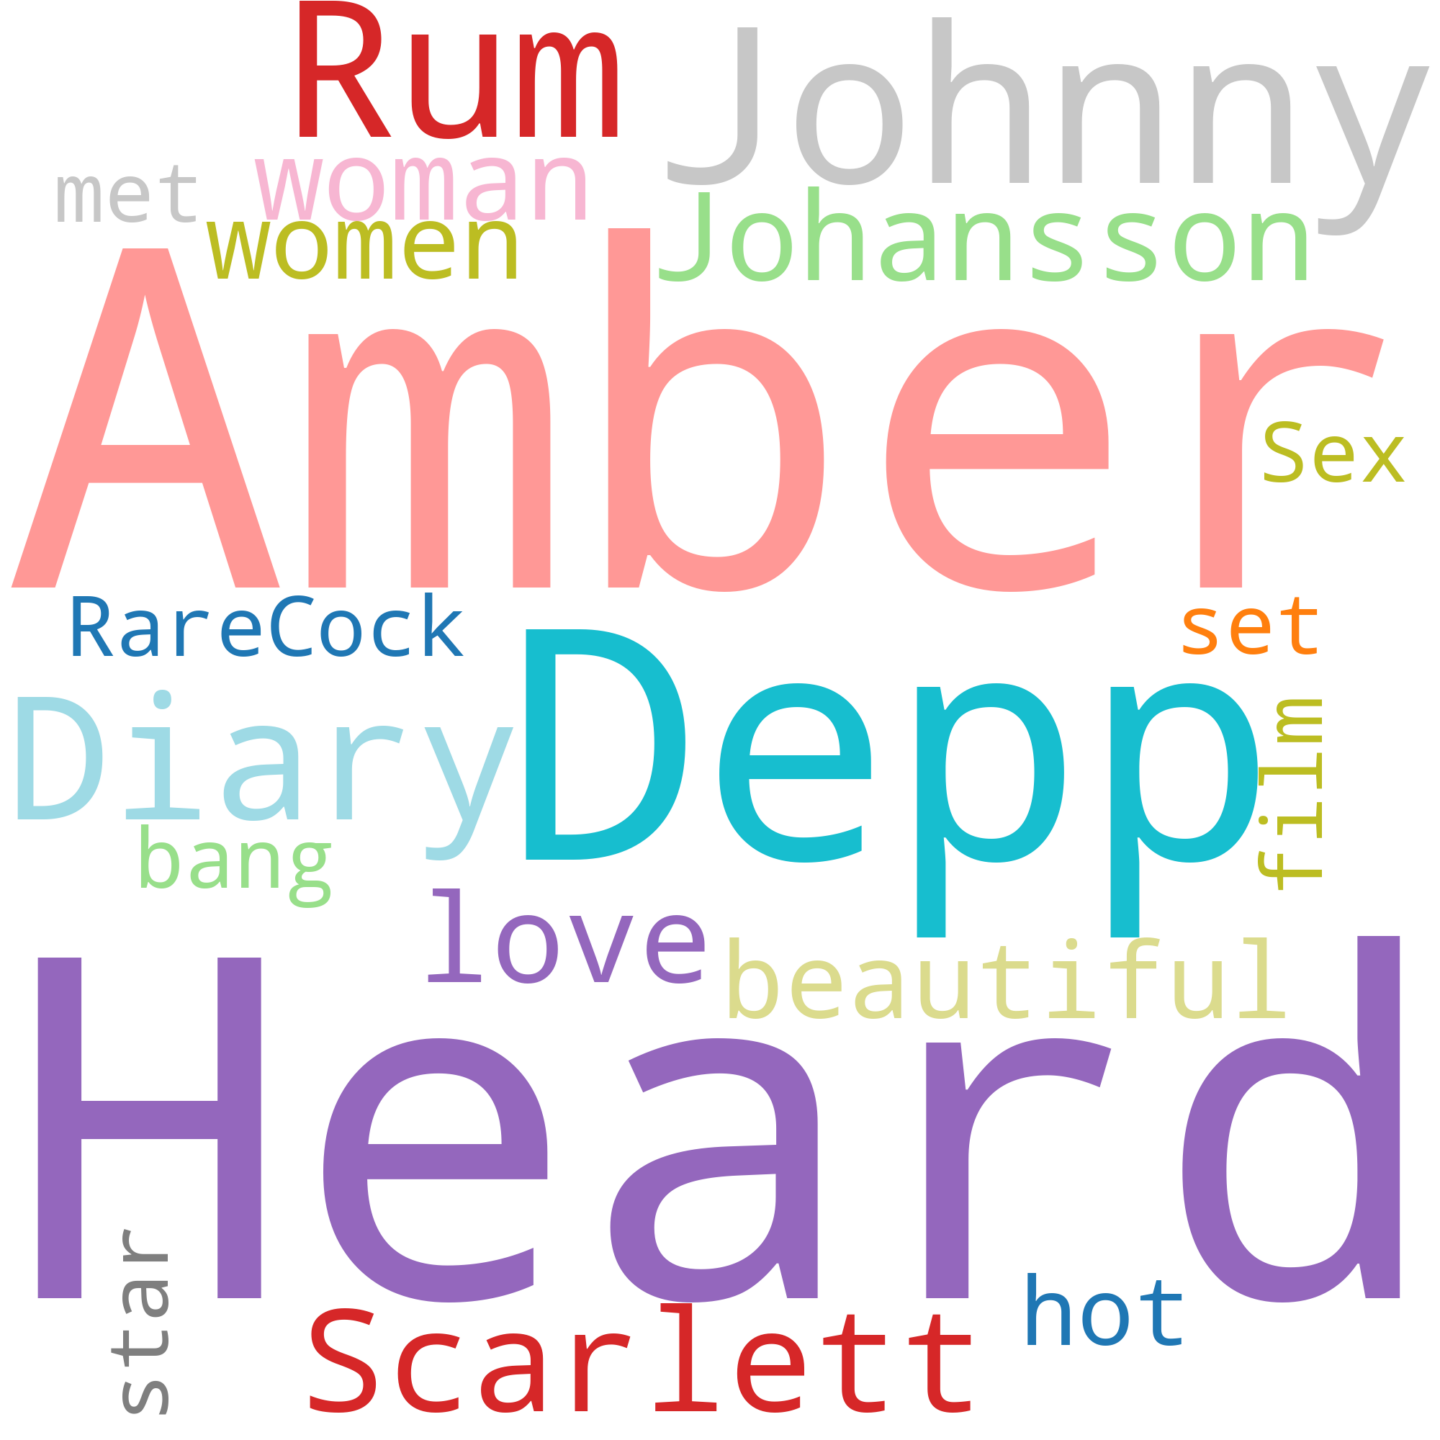 Rum
Johnny
met
woman
women
Johansson
Amber
Sex
RareCock
set
Diary
Depp
film
bang
love
beautiful
Heard
star
Scarlett
hot